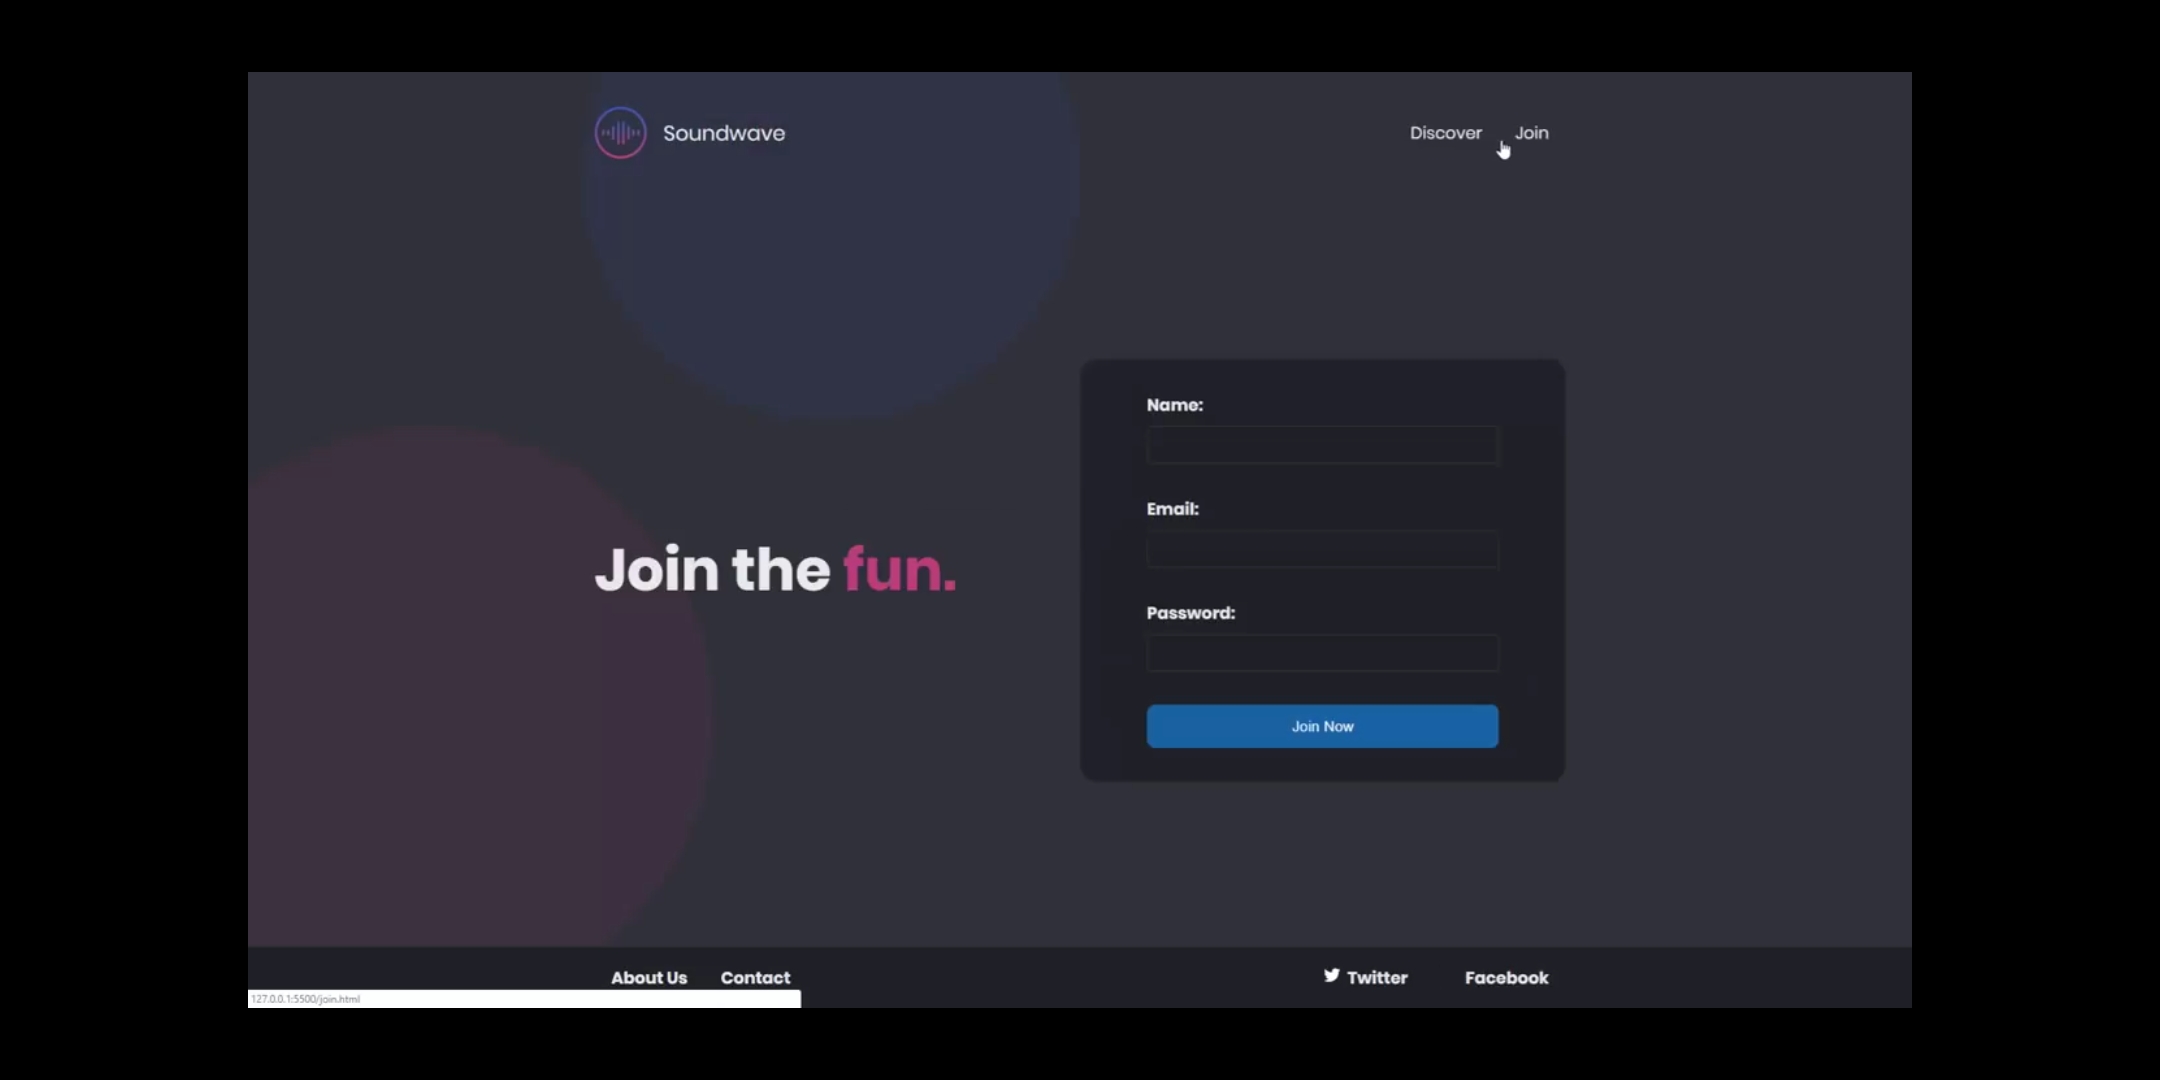 Soundwave
Discover Join
Name:
Email:
Join the fun.
Password:
Join Now
About Us Contact
Twitter Facebook
127.0.0.1:5500/join.html